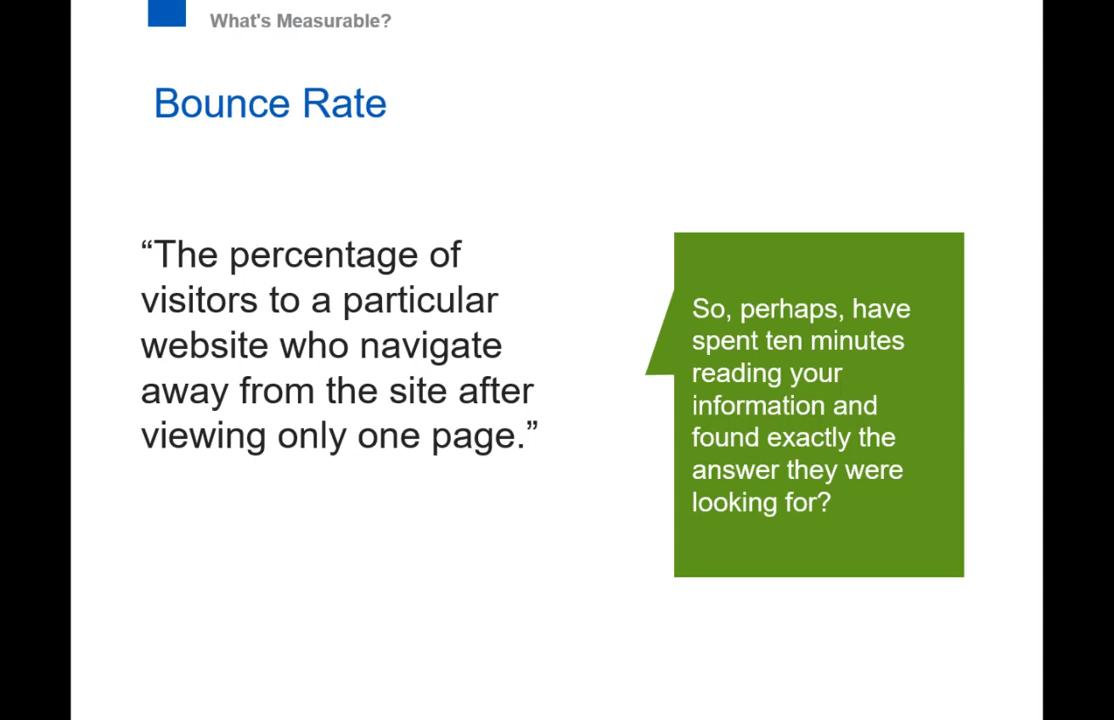 What's Measurable?
Bounce Rate
“The percentage of
visitors to a particular
website who navigate
away from the site after
viewing only one page.”
So, perhaps, have
spent ten minutes
reading your
information and
found exactly the
answer they were
looking for?